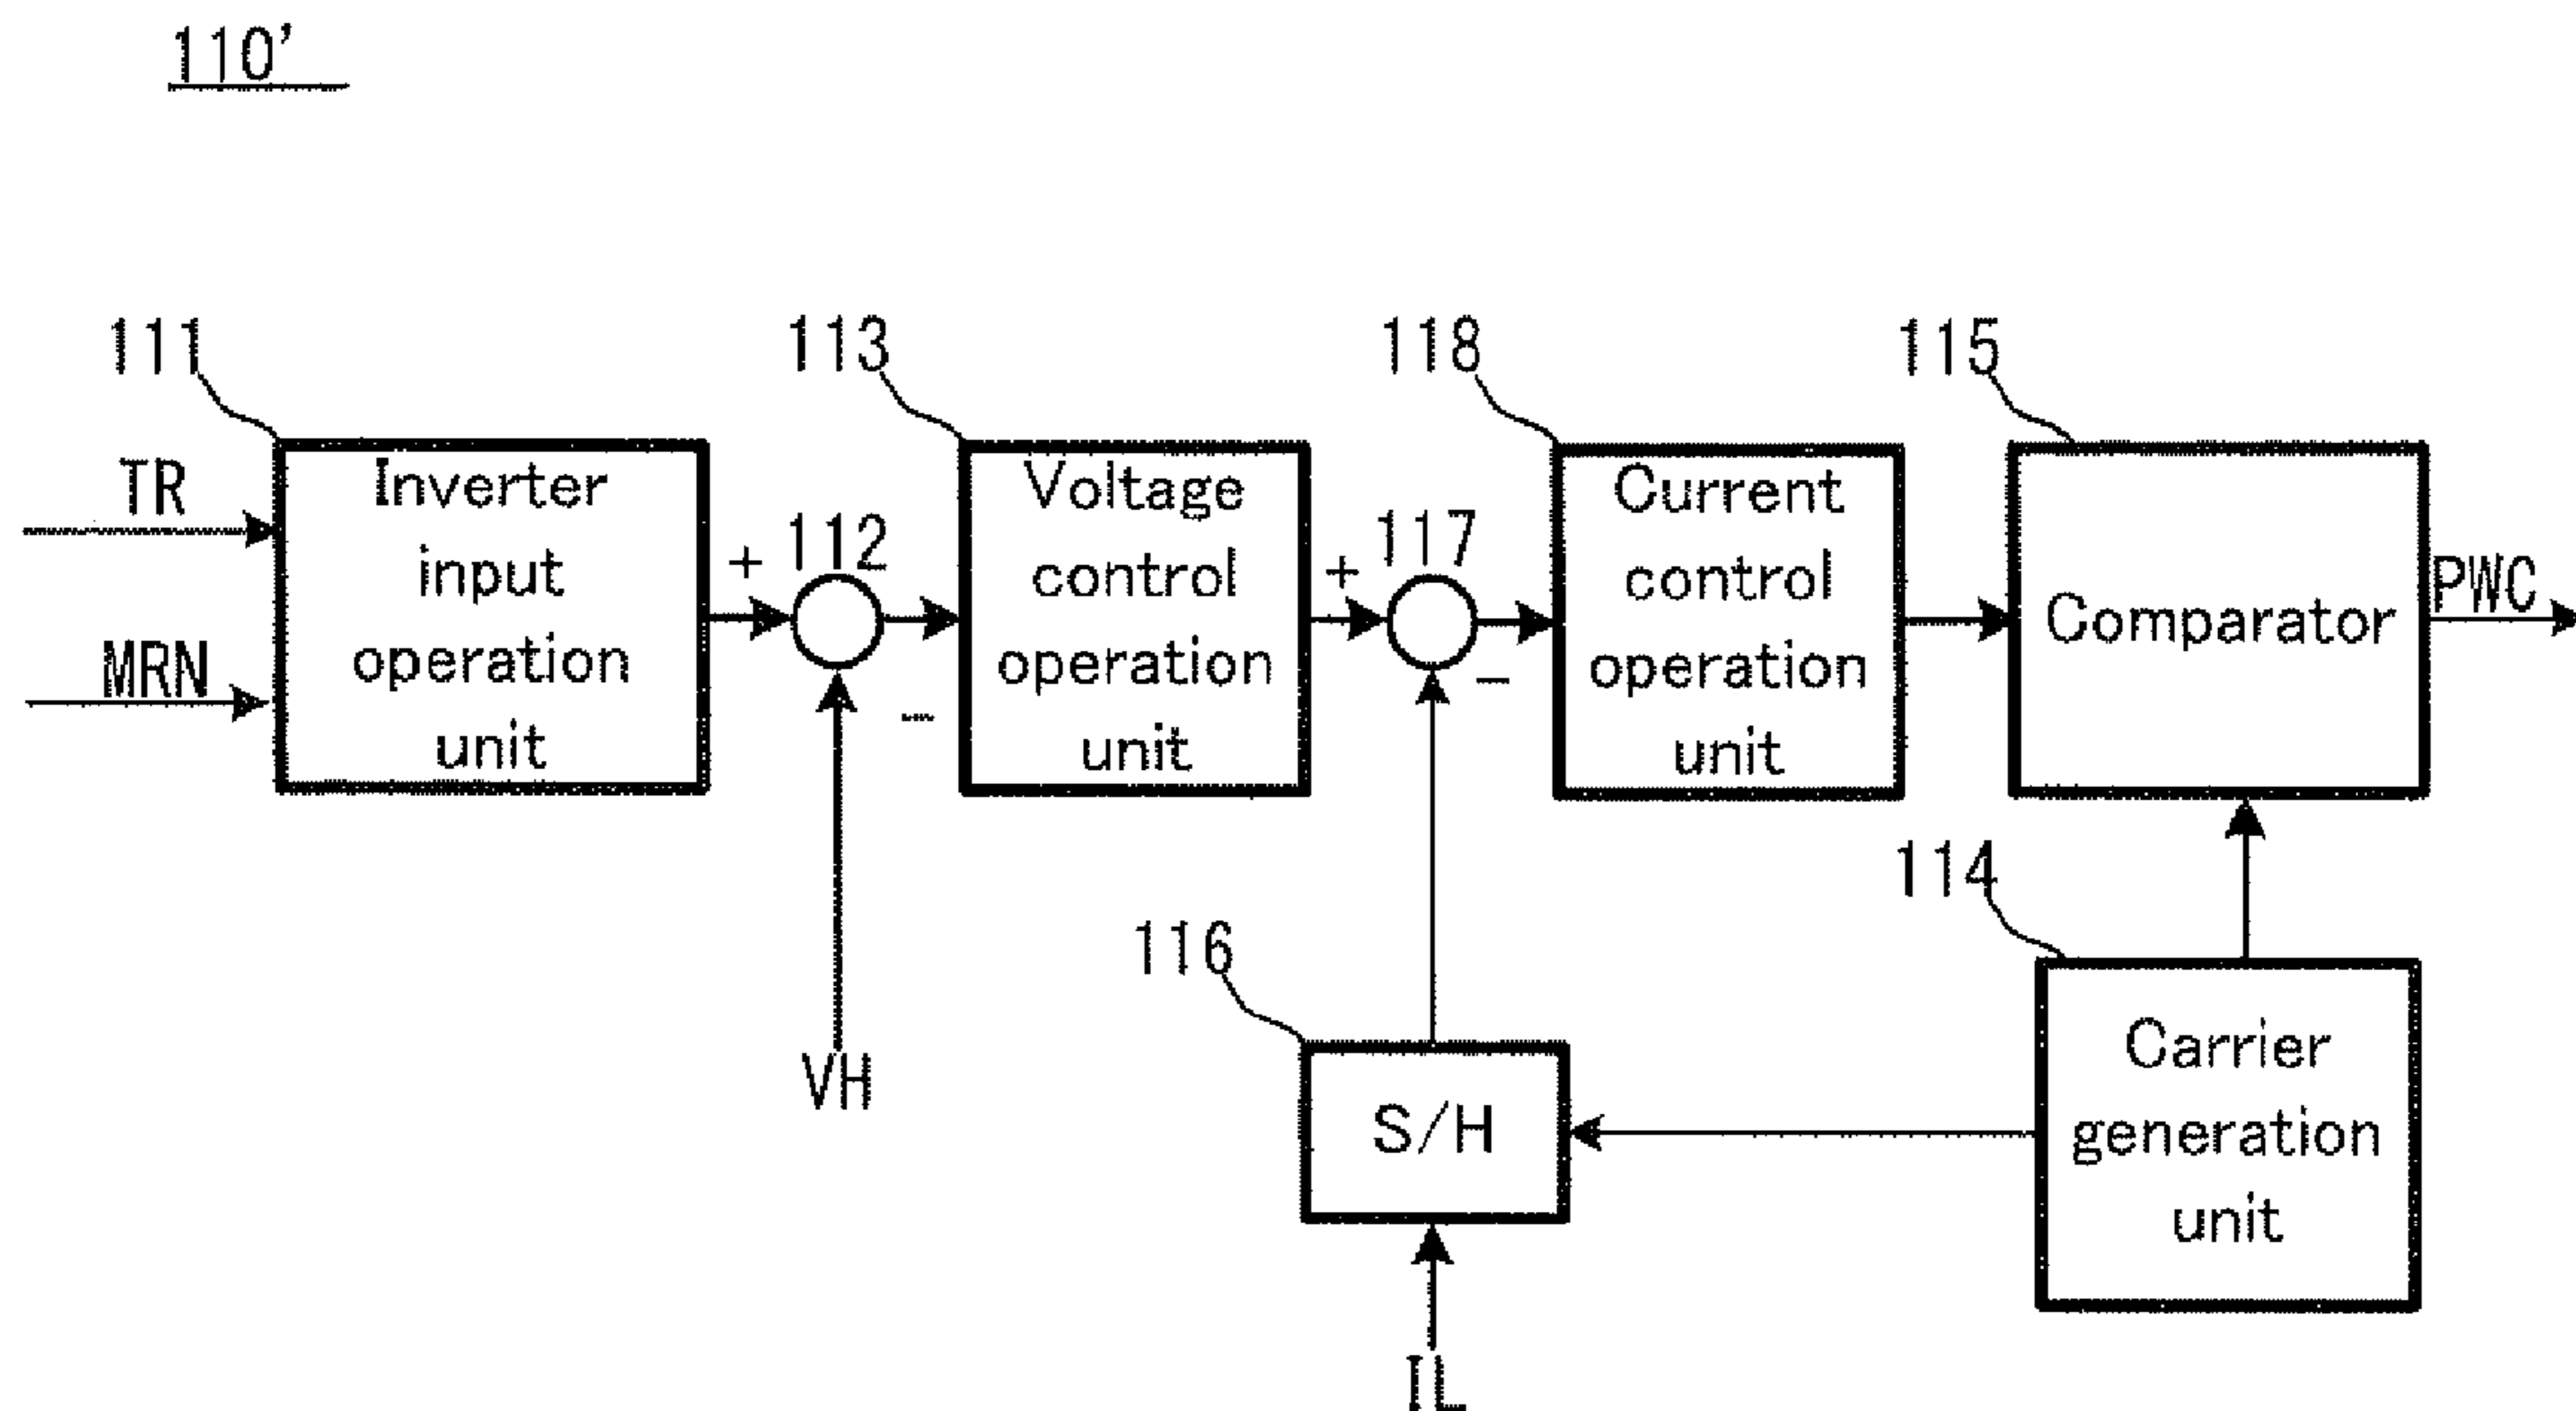 110'
111
113
118
115
TR
MRN
Inverter
input
operation
unit
+
112
-
VH
Voltage
control
operation
unit
+
117
-
Current
control
operation
unit
Comparator
PWC
116
S/H
IL
114
Carrier
generation
unit